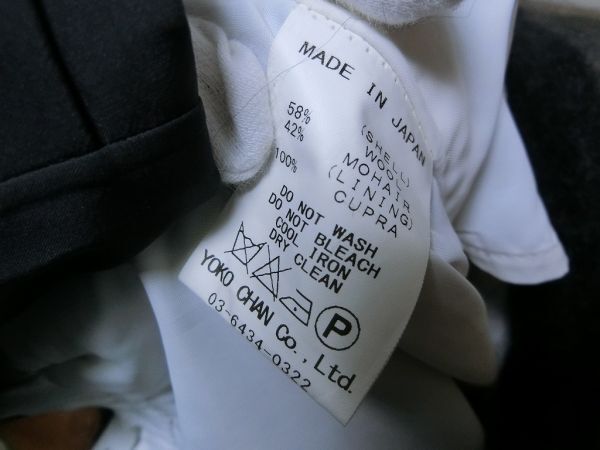 MADE IN JAPAN
(SHELL)
58% WOOL
42% MOHAIR
(LINING)
100% CUPRA
DO NOT WASH
DO NOT BLEACH
COOL IRON
DRY CLEAN
P
YOKO CHAN Co., Ltd.
03-6434-0322